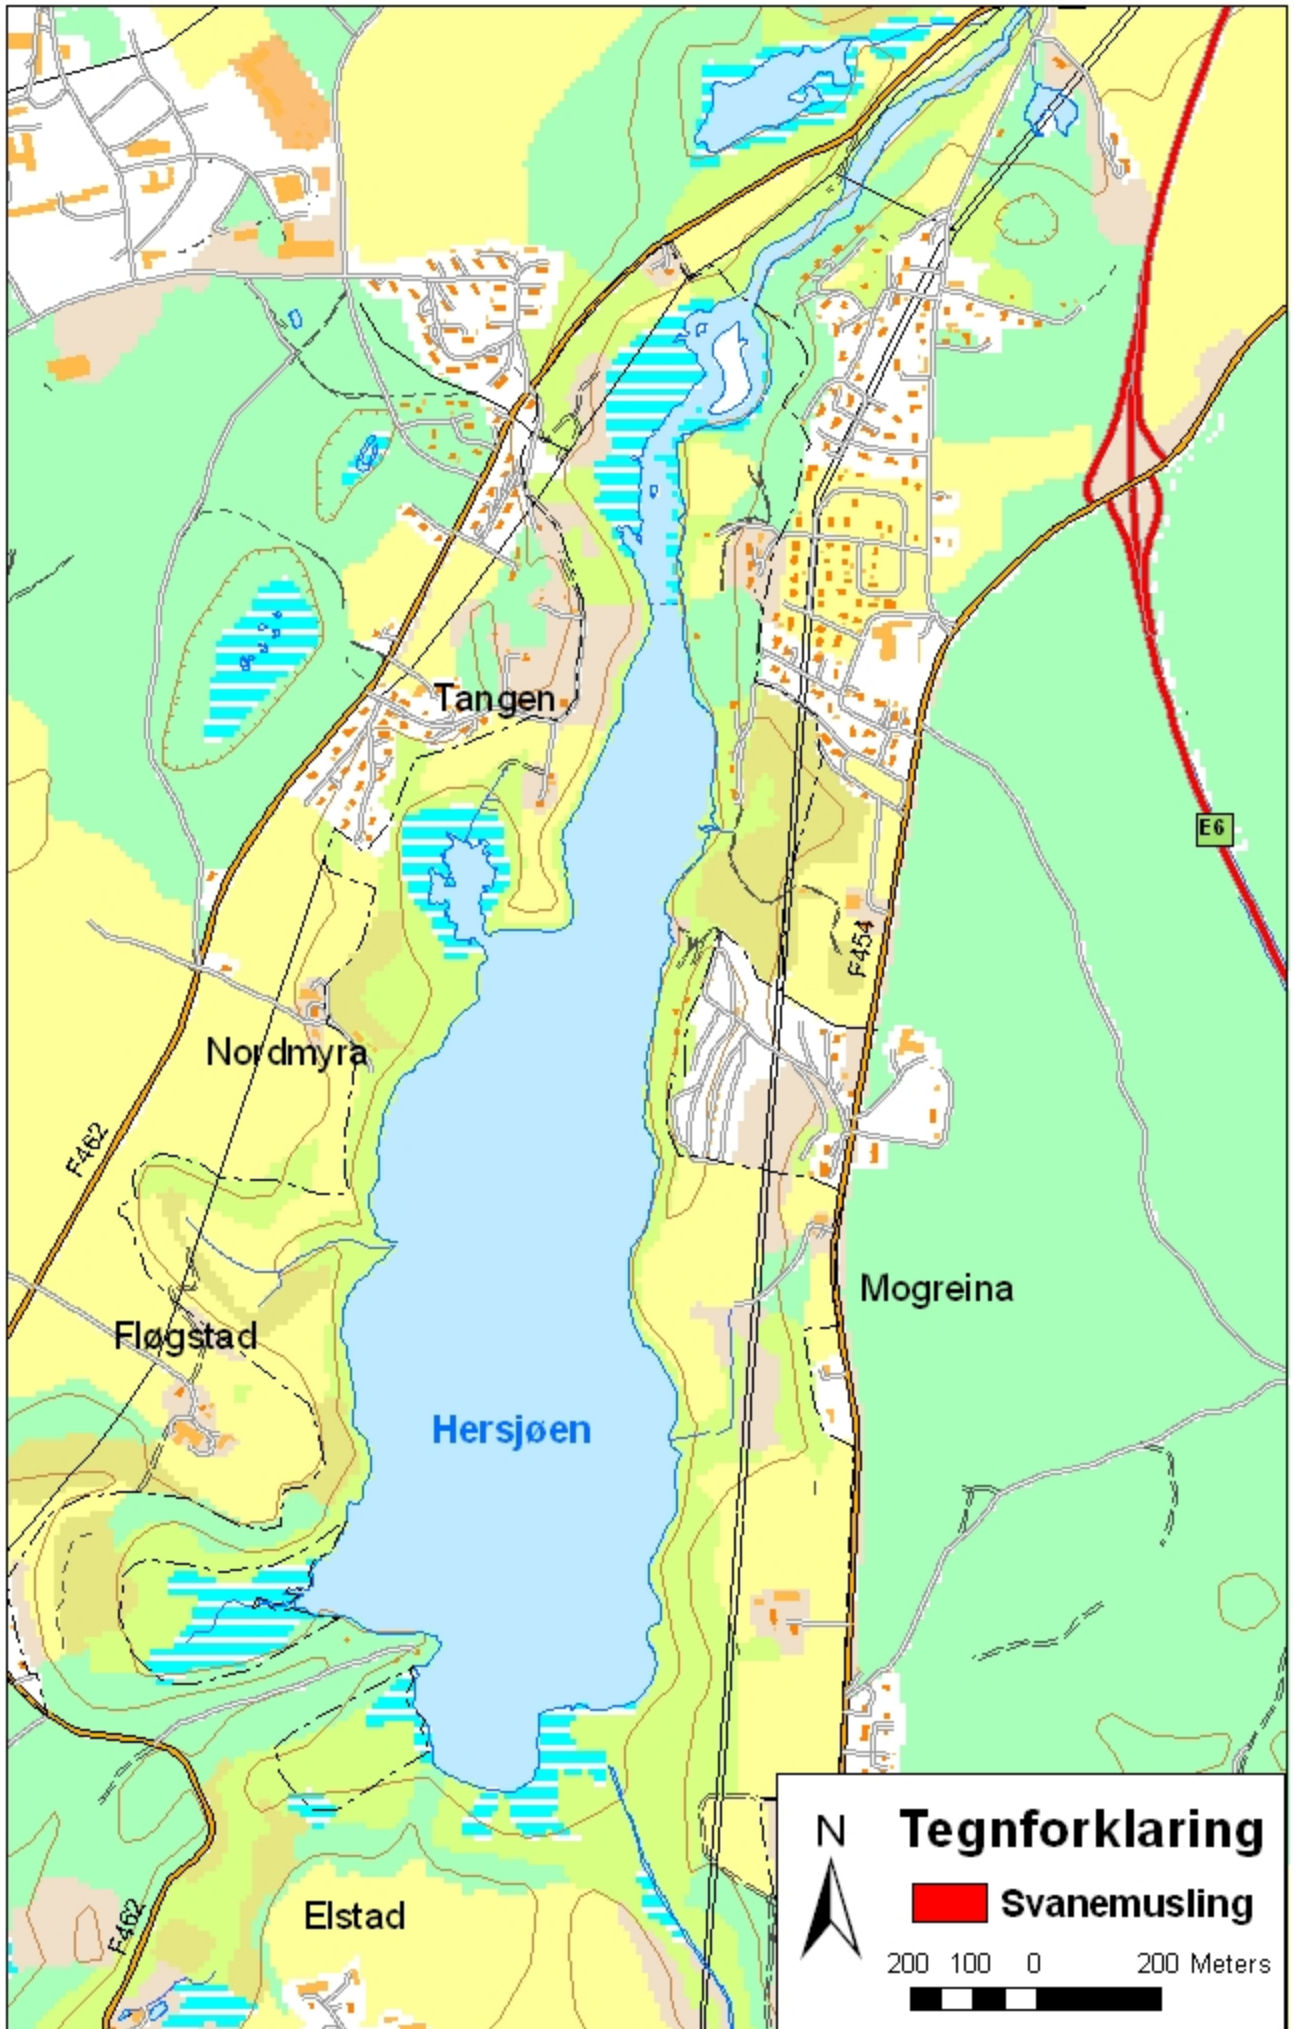 Tangen
E6
F454
Nordmyra
F462
Mogreina
Fløgstad
Hersjøen
Elstad
F462
N
Tegnforklaring
Svanemusling
200 100 0 200 Meters